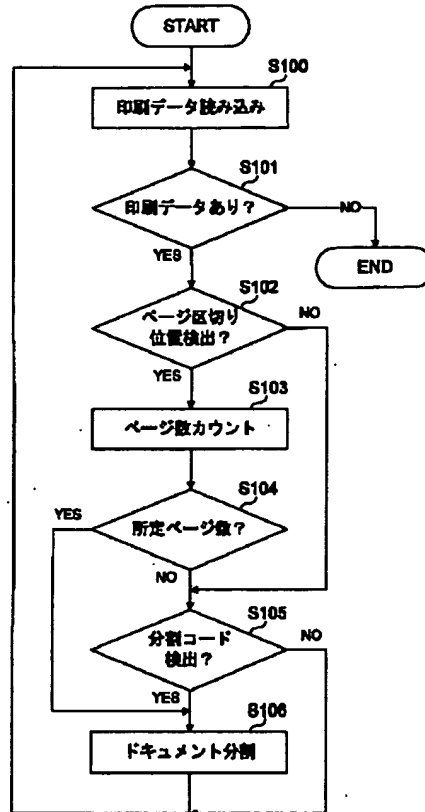 START
S100
印刷データ読み込み
S101
印刷データあり？
NO
YES
END
S102
ページ区切り
位置検出？
NO
YES
S103
ページ数カウント
S104
YES
所定ページ数？
NO
S105
分割コード
検出？
NO
YES
S106
ドキュメント分割